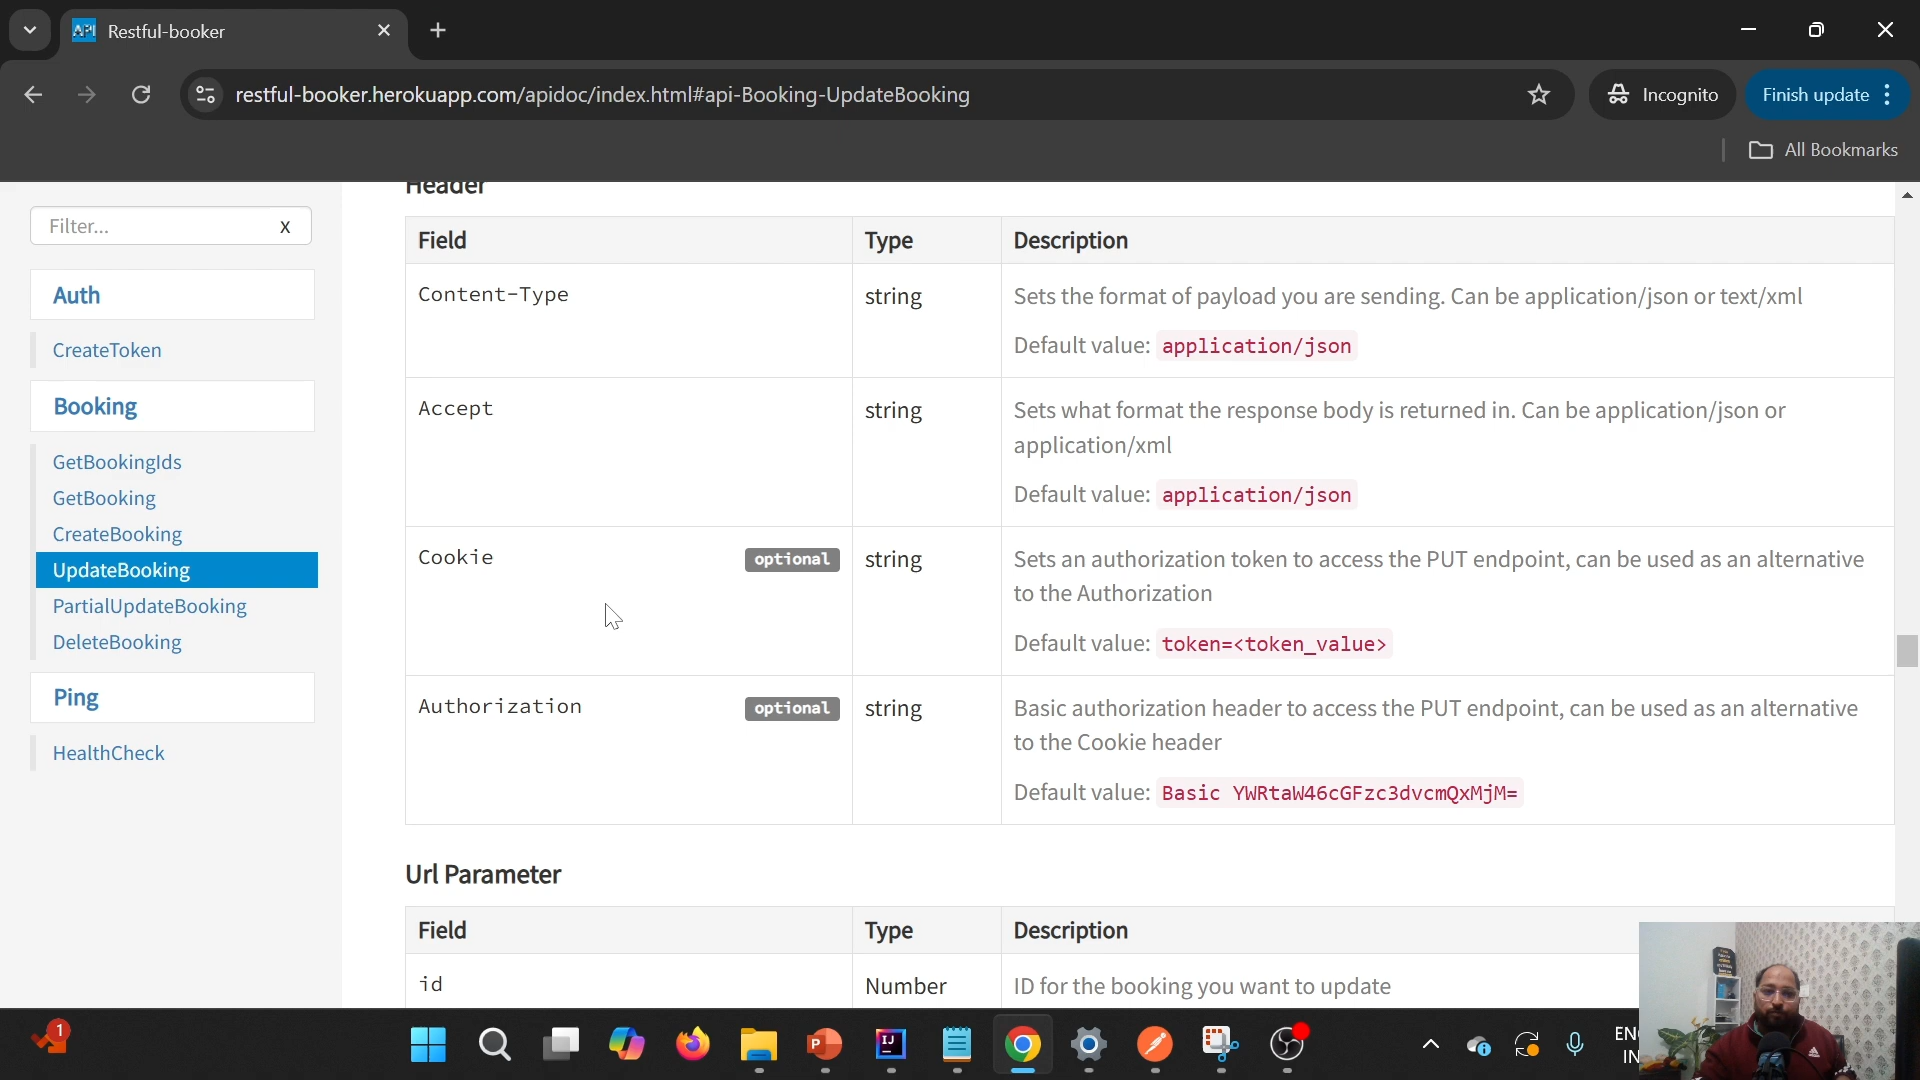 API Restful-booker
restful-booker.herokuapp.com/apidoc/index.html#api-Booking-UpdateBooking
Incognito
Finish update
All Bookmarks
Filter...
x
Auth
CreateToken
Booking
GetBookingIds
GetBooking
CreateBooking
UpdateBooking
PartialUpdateBooking
DeleteBooking
Ping
HealthCheck
Header
Field Type Description
Content-Type string Sets the format of payload you are sending. Can be application/json or text/xml
Default value: application/json
Accept string Sets what format the response body is returned in. Can be application/json or
application/xml
Default value: application/json
Cookie optional string Sets an authorization token to access the PUT endpoint, can be used as an alternative
to the Authorization
Default value: token=<token_value>
Authorization optional string Basic authorization header to access the PUT endpoint, can be used as an alternative
to the Cookie header
Default value: Basic YWRtaW46cGFzc3dvcmQxMjM=
Url Parameter
Field Type Description
id Number ID for the booking you want to update
1
P
IJ
ENG
IN